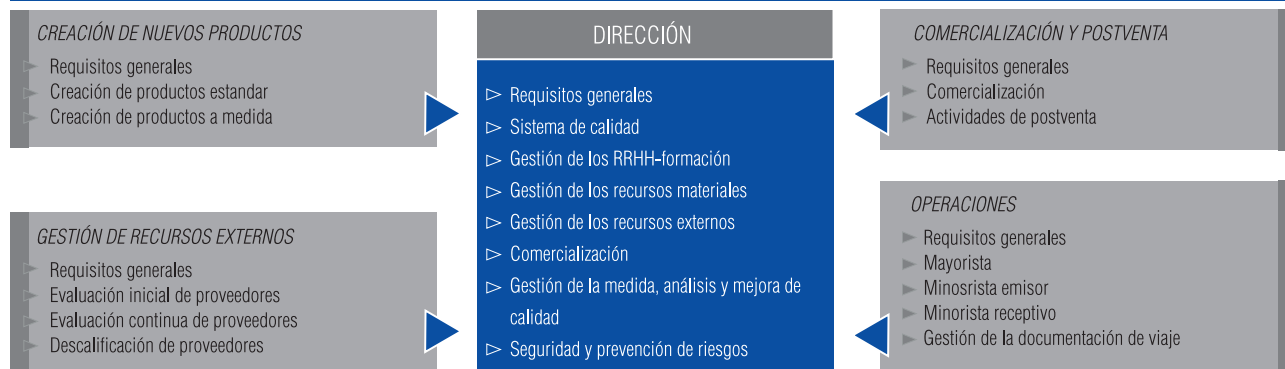 CREACIÓN DE NUEVOS PRODUCTOS
Requisitos generales
Creación de productos estandar
Creación de productos a medida
GESTIÓN DE RECURSOS EXTERNOS
Requisitos generales
Evaluación inicial de proveedores
Evaluación continua de proveedores
Descalificación de proveedores
DIRECCIÓN
Requisitos generales
Sistema de calidad
Gestión de los RRHH-formación
Gestión de los recursos materiales
Gestión de los recursos externos
Comercialización
Gestión de la medida, análisis y mejora de
calidad
Seguridad y prevención de riesgos
COMERCIALIZACIÓN Y POSTVENTA
Requisitos generales
Comercialización
Actividades de postventa
OPERACIONES
Requisitos generales
Mayorista
Minosrista emisor
Minorista receptivo
Gestión de la documentación de viaje